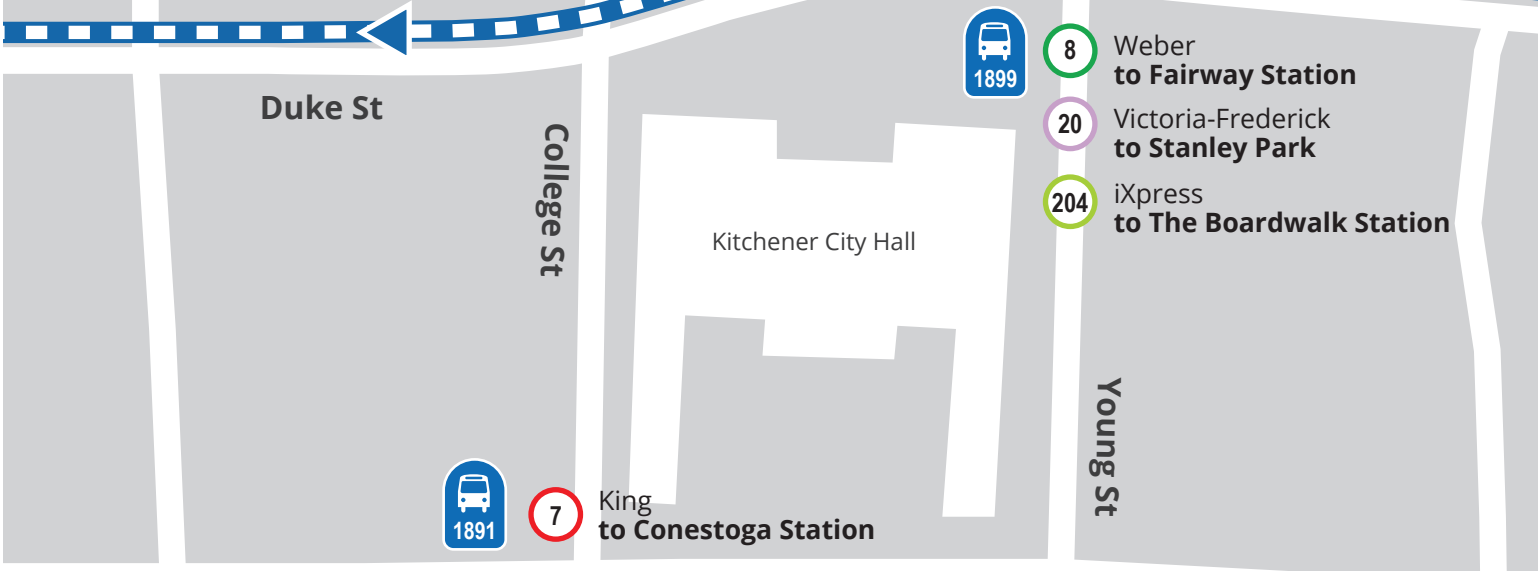 1899
8
Weber
to Fairway Station
20
Victoria-Frederick
to Stanley Park
204
iXpress
to The Boardwalk Station
Duke St
College St
Kitchener City Hall
Young St
1891
7
King
to Conestoga Station